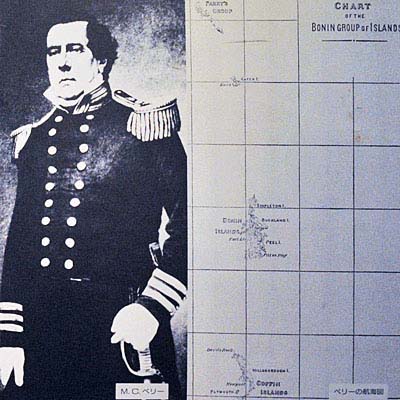 PARRY'S
GROUP
CHART
OF THE
BONIN GROUP OF ISLANDS
STAPLETON I.
BONIN
ISLANDS
BUCKLAND I.
PEEL I.
HILLSBOROUGH I.
COFFIN
ISLANDS
Newport
PLYMOUTH I.
M. C. ペリー
ペリーの航海図